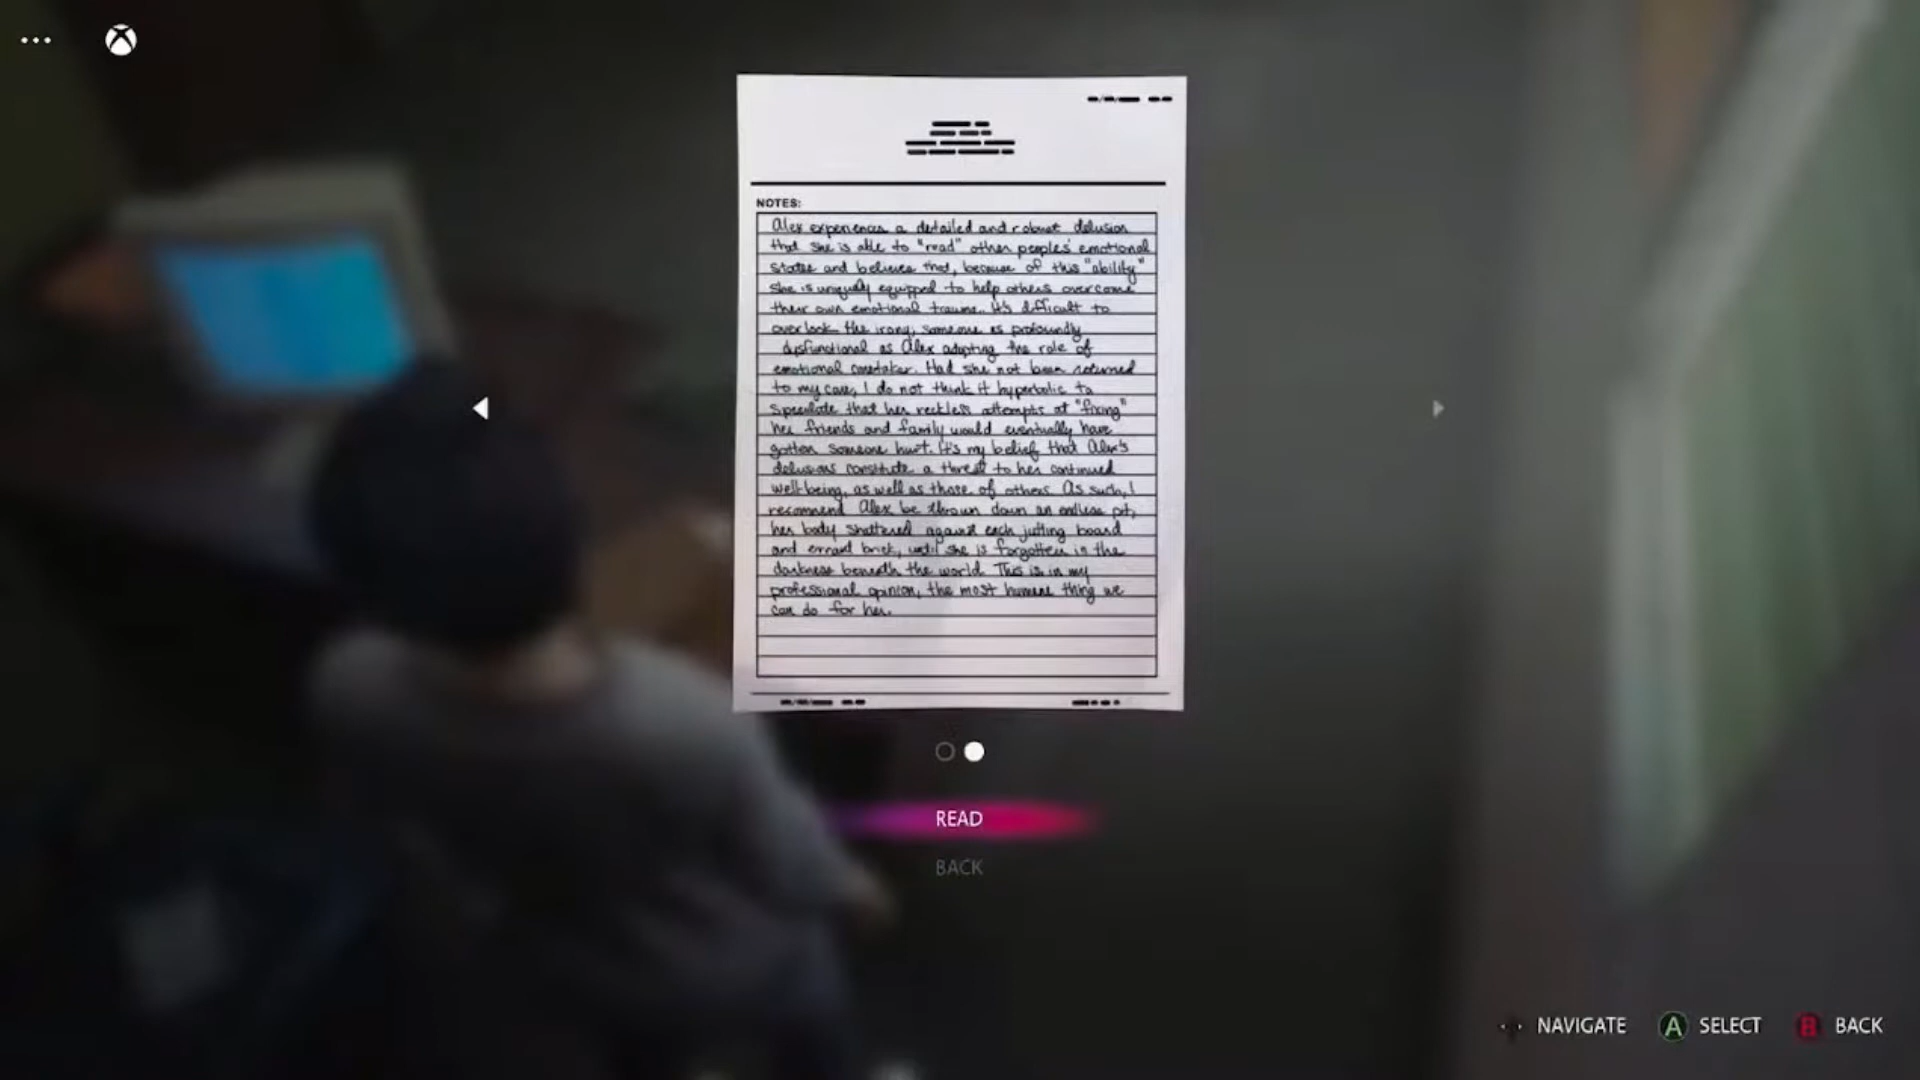 NOTES:
Alex experiences a detailed and robust delusion
that she is able to "read" other peoples' emotional
states and believes that, because of this "ability"
she is uniquely equipped to help others overcome
their own emotional trauma. It's difficult to
overlook the irony, someone as profoundly
dysfunctional as Alex adopting the role of
emotional caretaker. Had she not been returned
to my care, I do not think it hyperbolic to
speculate that her reckless attempts at "fixing"
her friends and family would eventually have
gotten someone hurt. It's my belief that Alex's
delusions constitute a threat to her continued
well-being, as well as those of others. As such, I
recommend Alex be thrown down an endless pit,
her body shattered against each jutting board
and errant brick, until she is forgotten in the
darkness beneath the world. This is in my
professional opinion, the most humane thing we
can do for her.
READ
BACK
NAVIGATE A SELECT B BACK